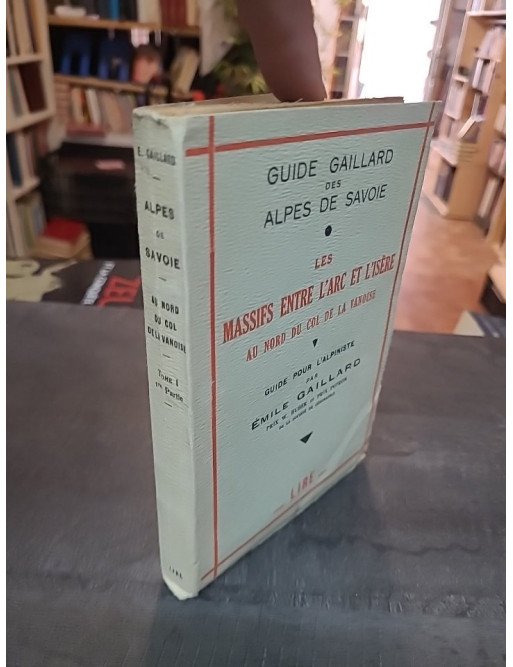 E. GAILLARD
ALPES
DE
SAVOIE
AU NORD
DU COL
DE LA VANOISE
TOME I
1re Partie
LIRE
GUIDE GAILLARD
DES
ALPES DE SAVOIE
LES
MASSIFS ENTRE L'ARC ET L'ISÈRE
AU NORD DU COL DE LA VANOISE
GUIDE POUR L'ALPINISTE
PAR
ÉMILE GAILLARD
LIRE